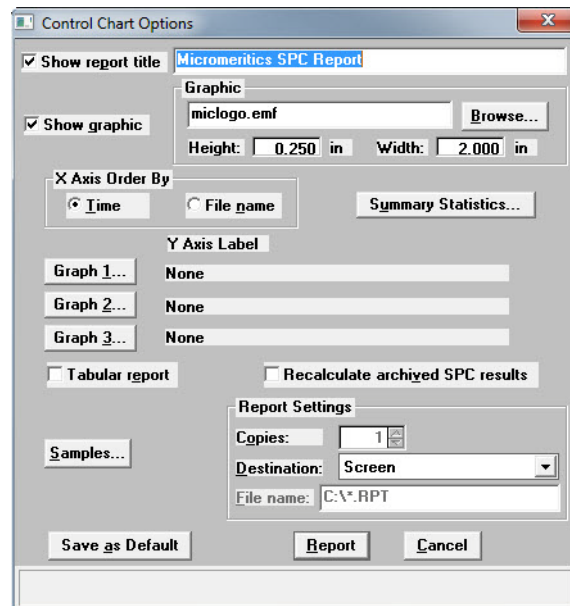 Control Chart Options
Show report title Micromeritics SPC Report
Graphic
Show graphic miclogo.emf Browse...
Height: 0.250 in Width: 2.000 in
X Axis Order By
Time File name Summary Statistics...
Y Axis Label
Graph 1... None
Graph 2... None
Graph 3... None
Tabular report Recalculate archived SPC results
Report Settings
Copies: 1
Samples...
Destination: Screen
File name: C:\*.RPT
Save as Default Report Cancel